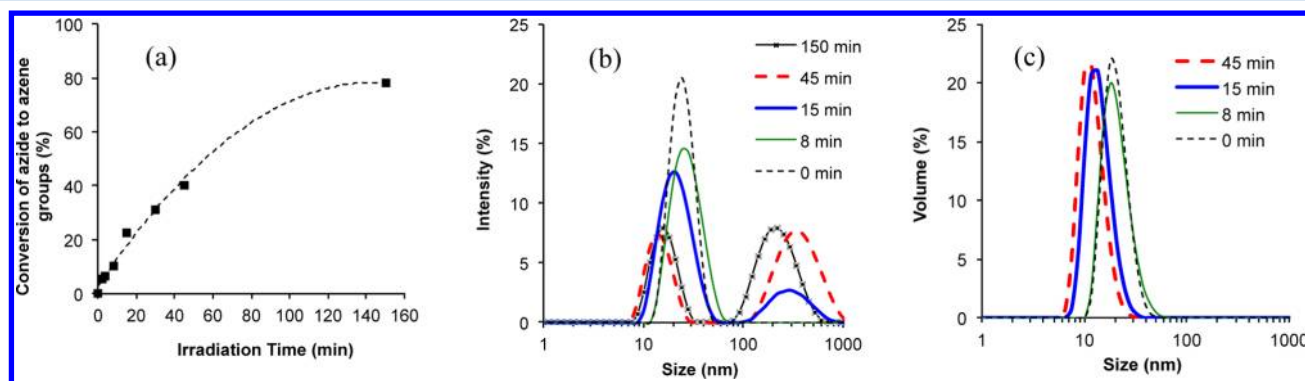 (a)
Conversion of azide to azene
groups (%)
100
80
60
40
20
0
0 20 40 60 80 100 120 140 160
Irradiation Time (min)
(b)
Intensity (%)
25
20
15
10
5
0
1 10 100 1000
Size (nm)
150 min
45 min
15 min
8 min
0 min
(c)
Volume (%)
25
20
15
10
5
0
1 10 100 1000
Size (nm)
45 min
15 min
8 min
0 min